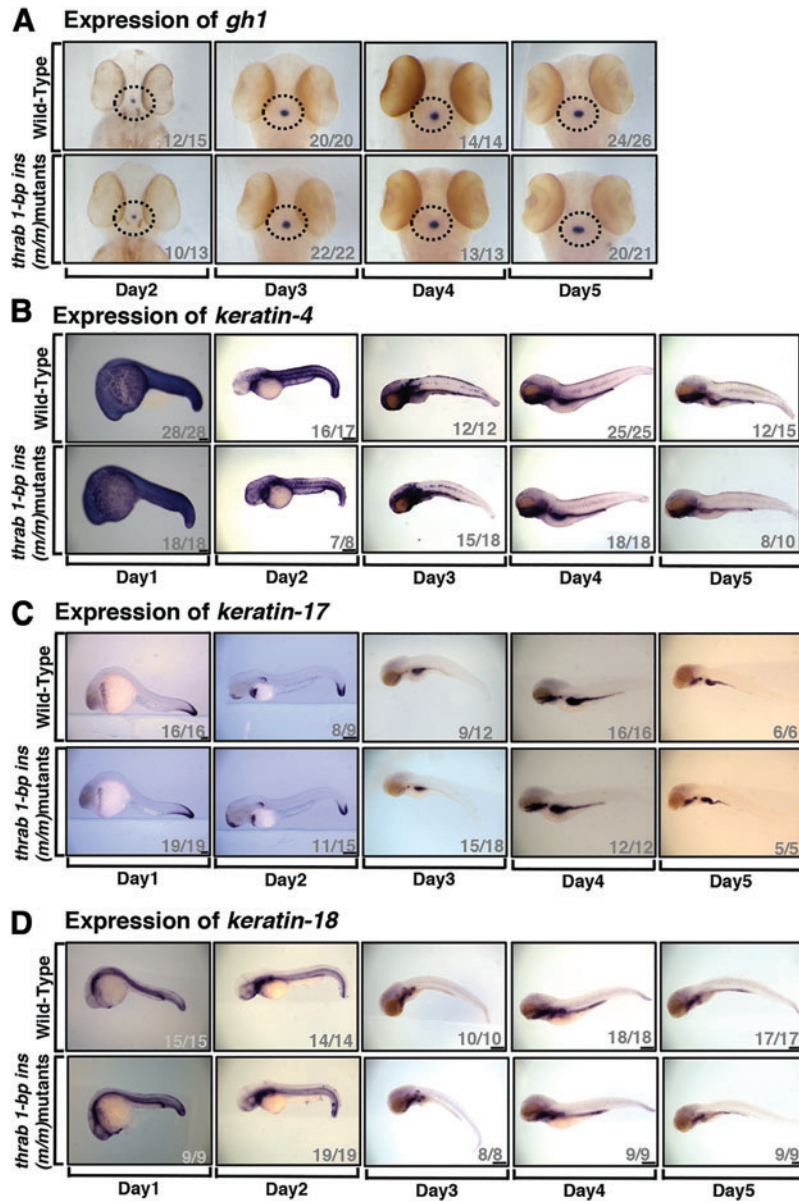 A Expression of gh1
Wild-Type
12/15 20/20 14/14 24/26
thrab 1-bp ins
(m/m)mutants
10/13 22/22 13/13 20/21
Day2 Day3 Day4 Day5
B Expression of keratin-4
Wild-Type
28/28 16/17 12/12 25/25 12/15
thrab 1-bp ins
(m/m)mutants
18/18 7/8 15/18 18/18 8/10
Day1 Day2 Day3 Day4 Day5
C Expression of keratin-17
Wild-Type
16/16 8/9 9/12 16/16 6/6
thrab 1-bp ins
(m/m)mutants
19/19 11/15 15/18 12/12 5/5
Day1 Day2 Day3 Day4 Day5
D Expression of keratin-18
Wild-Type
15/15 14/14 10/10 18/18 17/17
thrab 1-bp ins
(m/m)mutants
9/9 19/19 8/8 9/9 9/9
Day1 Day2 Day3 Day4 Day5